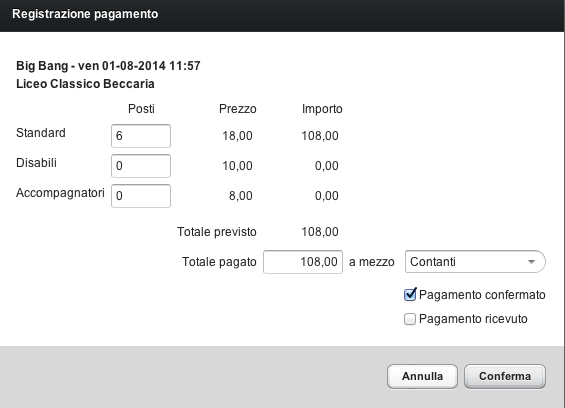 Registrazione pagamento
Big Bang - ven 01-08-2014 11:57
Liceo Classico Beccaria
Posti Prezzo Importo
Standard 6 18,00 108,00
Disabili 0 10,00 0,00
Accompagnatori 0 8,00 0,00
Totale previsto 108,00
Totale pagato 108,00 a mezzo Contanti
Pagamento confermato
Pagamento ricevuto
Annulla Conferma